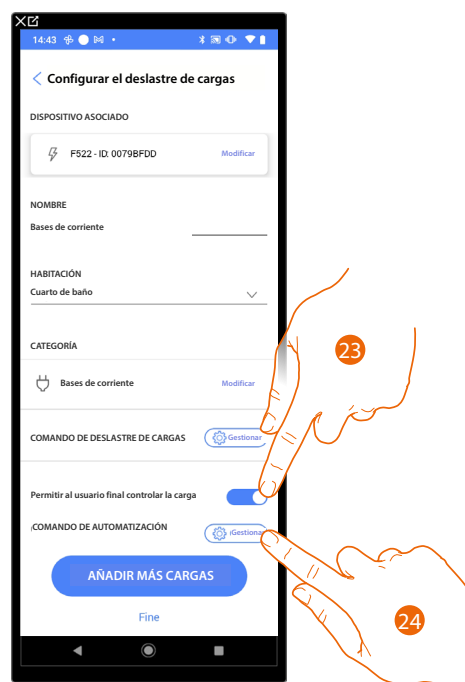 14:43
Configurar el deslastre de cargas
DISPOSITIVO ASOCIADO
F522 - ID: 0079BFDD Modificar
NOMBRE
Bases de corriente
HABITACIÓN
Cuarto de baño
CATEGORÍA
Bases de corriente Modificar
COMANDO DE DESLASTRE DE CARGAS Gestionar
Permitir al usuario final controlar la carga
COMANDO DE AUTOMATIZACIÓN Gestionar
AÑADIR MÁS CARGAS
Fine
23
24